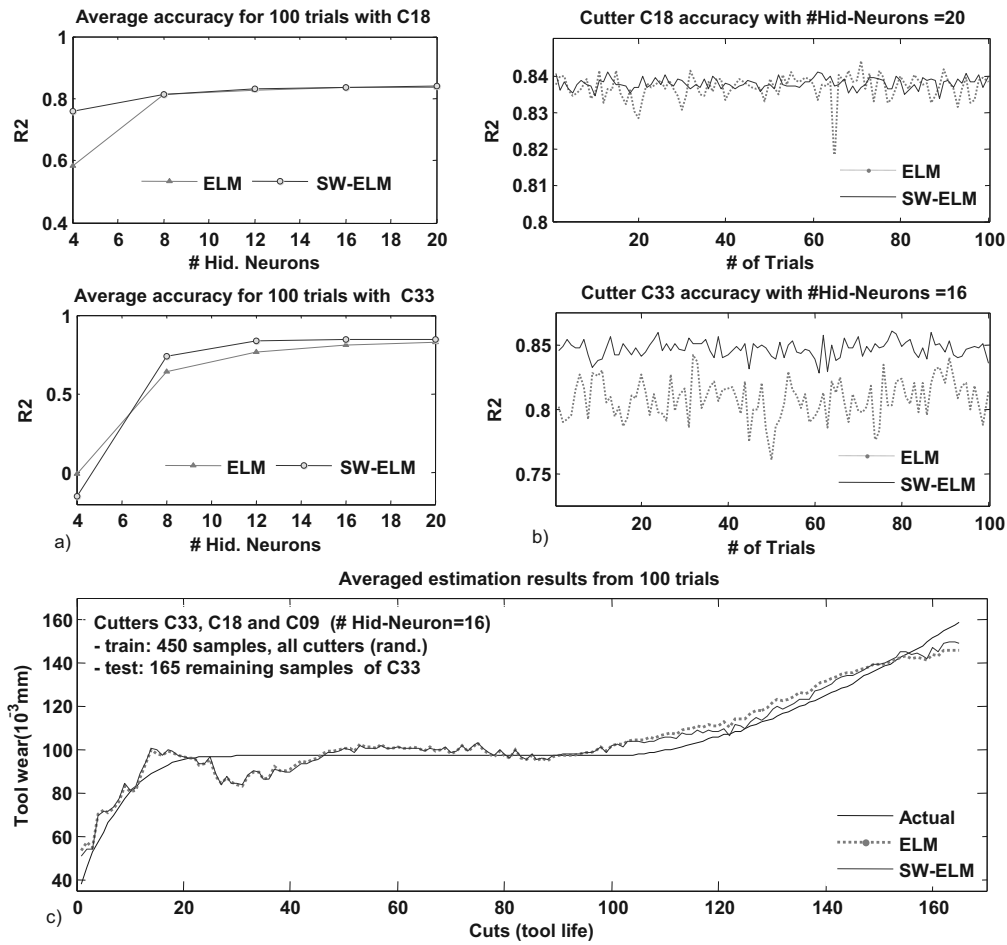 Average accuracy for 100 trials with C18
1
0.8
0.6
0.4
R2
4 6 8 10 12 14 16 18 20
# Hid. Neurons
ELM SW-ELM
Cutter C18 accuracy with #Hid-Neurons =20
0.84
0.83
0.82
0.81
0.8
R2
20 40 60 80 100
# of Trials
ELM
SW-ELM
Average accuracy for 100 trials with C33
1
0.5
0
R2
4 6 8 10 12 14 16 18 20
# Hid. Neurons
ELM SW-ELM
a)
Cutter C33 accuracy with #Hid-Neurons =16
0.85
0.8
0.75
R2
20 40 60 80 100
# of Trials
ELM
SW-ELM
b)
Averaged estimation results from 100 trials
Cutters C33, C18 and C09 (# Hid-Neuron=16)
- train: 450 samples, all cutters (rand.)
- test: 165 remaining samples of C33
160
140
120
100
80
60
40
Tool wear(10⁻³mm)
0 20 40 60 80 100 120 140 160
Cuts (tool life)
Actual
ELM
SW-ELM
c)